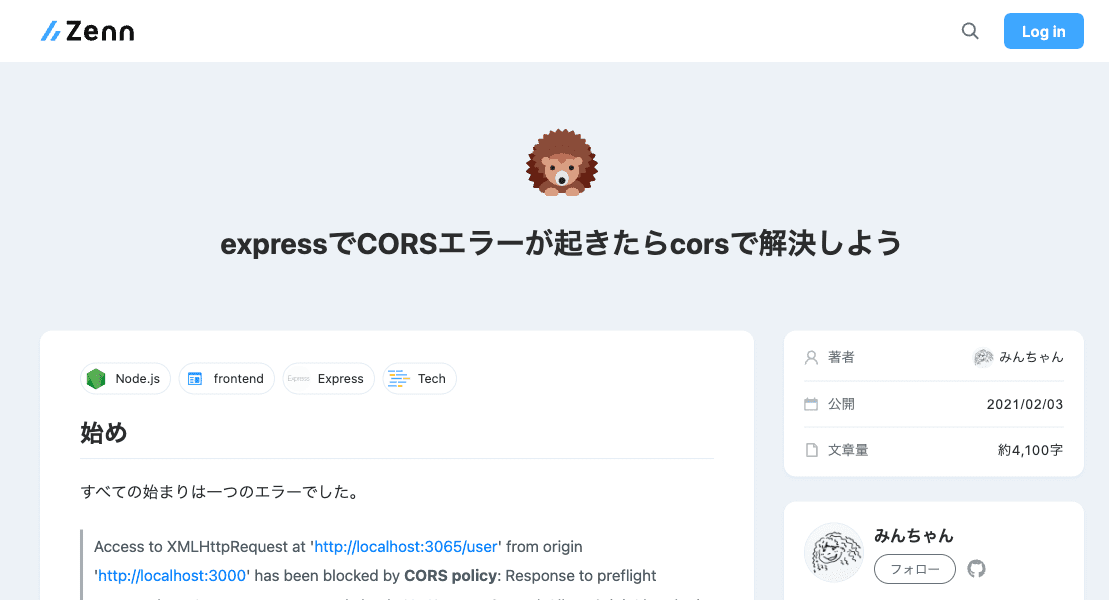 Zenn
Log in
expressでCORSエラーが起きたらcorsで解決しよう
Node.js
frontend
Express
Express
Tech
始め
すべての始まりは一つのエラーでした。
Access to XMLHttpRequest at 'http://localhost:3065/user' from origin
'http://localhost:3000' has been blocked by CORS policy: Response to preflight
著者
みんちゃん
公開
2021/02/03
文章量
約4,100字
みんちゃん
フォロー